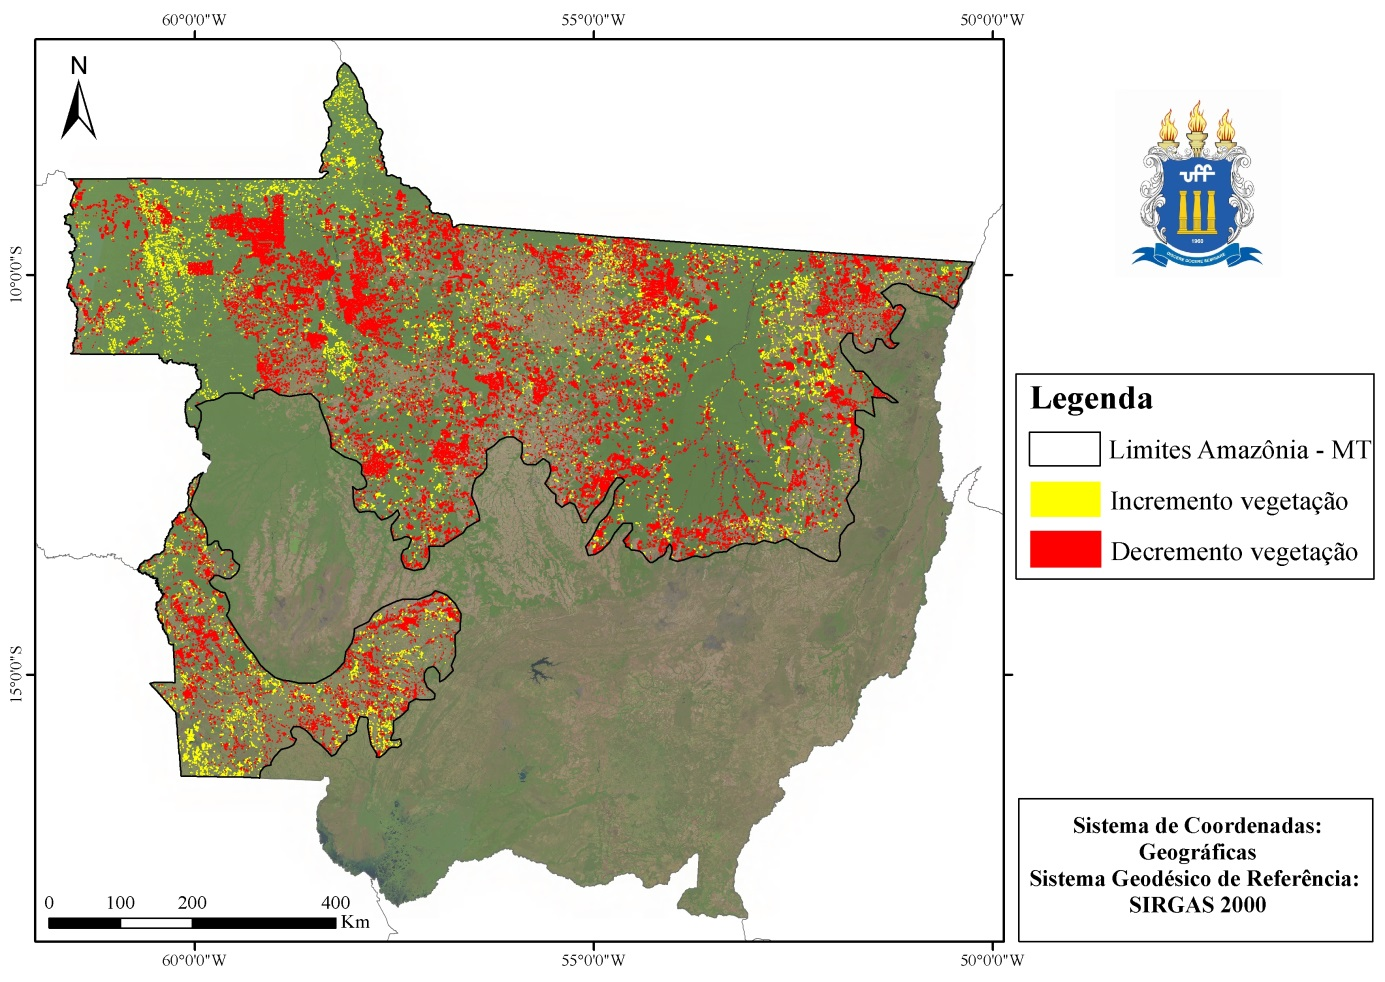 60°0'0"W
55°0'0"W
50°0'0"W
N
10°0'0"S
15°0'0"S
uff
1960
Legenda
Limites Amazônia - MT
Incremento vegetação
Decremento vegetação
Sistema de Coordenadas:
Geográficas
Sistema Geodésico de Referência:
SIRGAS 2000
0 100 200 400
Km
60°0'0"W
55°0'0"W
50°0'0"W